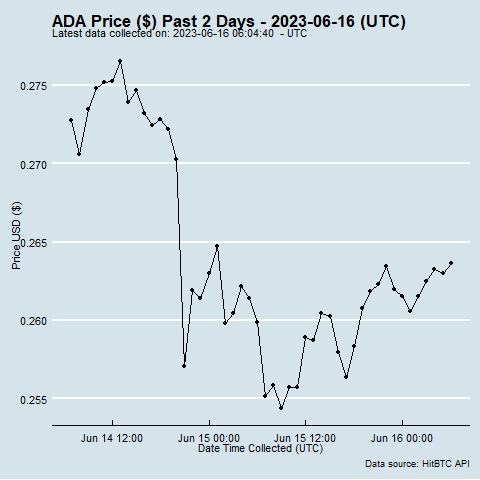 ADA Price ($) Past 2 Days - 2023-06-16 (UTC)
Latest data collected on: 2023-06-16 06:04:40  - UTC
0.275
0.270
0.265
0.260
0.255
Price USD ($)
Jun 14 12:00 Jun 15 00:00 Jun 15 12:00 Jun 16 00:00
Date Time Collected (UTC)
Data source: HitBTC API